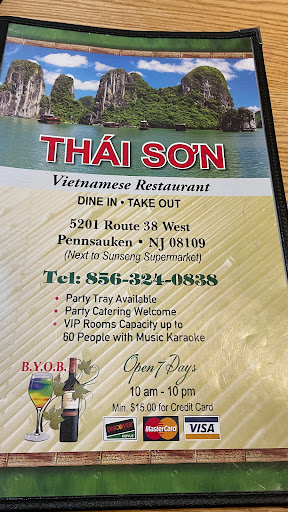 THÁI SƠN
Vietnamese Restaurant
DINE IN • TAKE OUT
5201 Route 38 West
Pennsauken • NJ 08109
(Next to Sunseng Supermarket)
Tel: 856-324-0838
• Party Tray Available
• Party Catering Welcome
• VIP Rooms Capacity up to
60 People with Music Karaoke
B.Y.O.B.
Open 7 Days
10 am - 10 pm
Min. $15.00 for Credit Card
DISCOVER
MasterCard
VISA